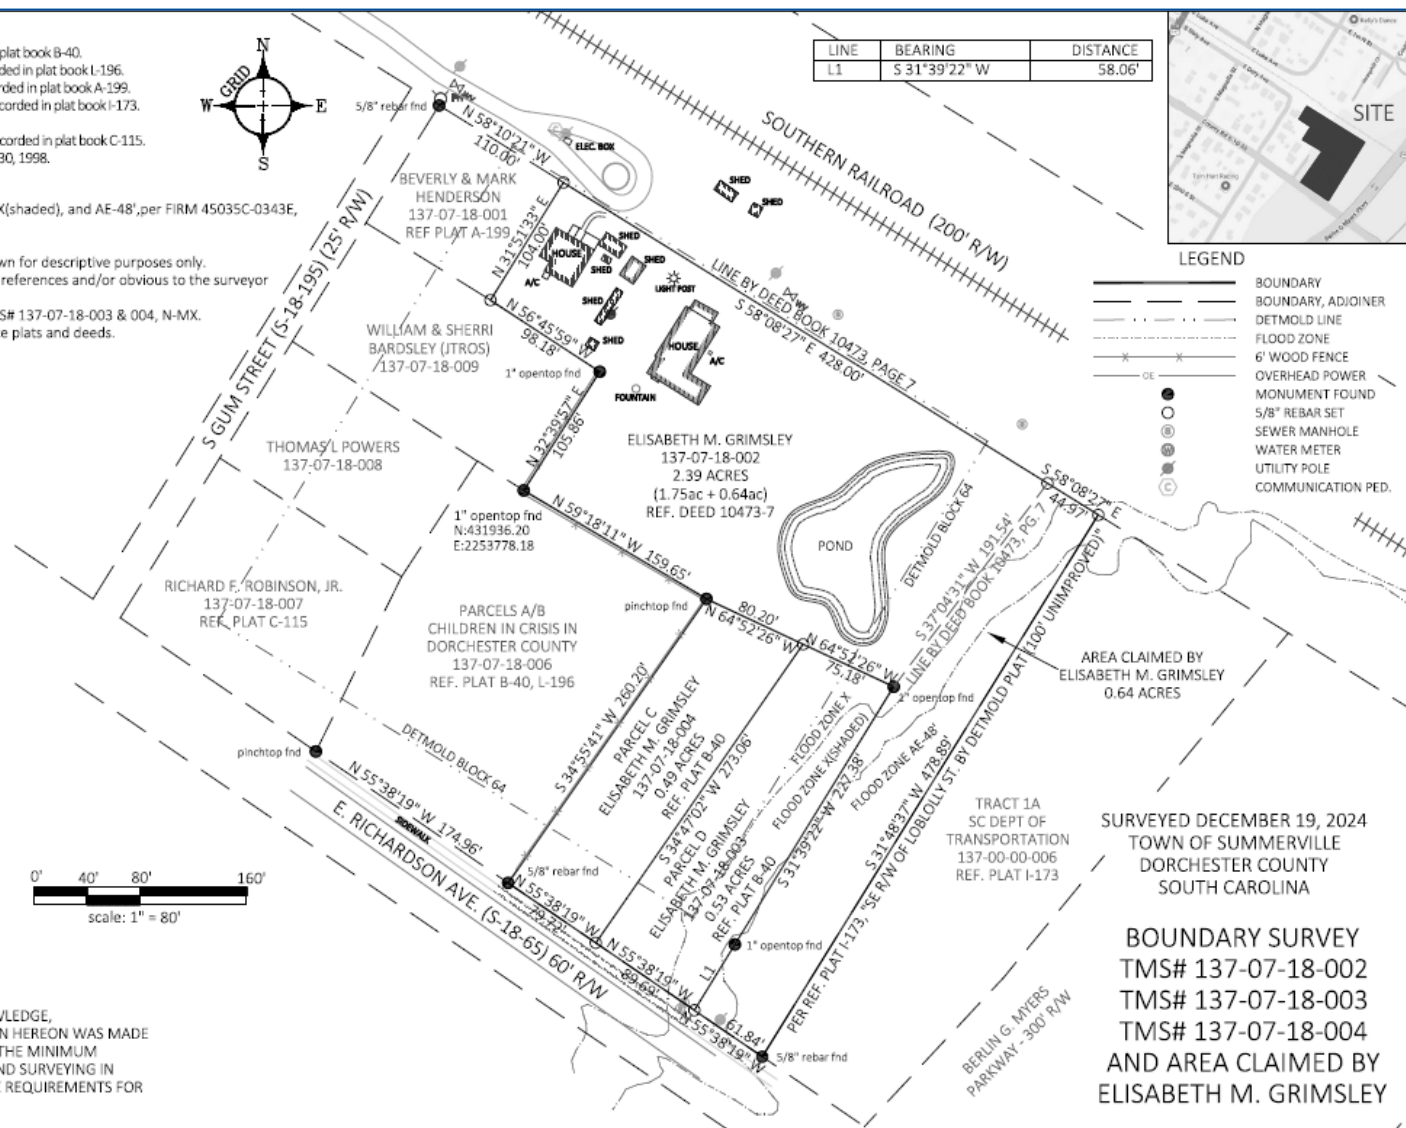 plat book B-40.
ded in plat book L-196.
rded in plat book A-199.
ecorded in plat book I-173.
corded in plat book C-115.
30, 1998.
X(shaded), and AE-48',per FIRM 45035C-0343E,
wn for descriptive purposes only.
references and/or obvious to the surveyor
S# 137-07-18-003 & 004, N-MX.
te plats and deeds.
N
GRID
W
E
S
LINE BEARING DISTANCE
L1 S 31°39'22" W 58.06'
SITE
LEGEND
BOUNDARY
BOUNDARY, ADJOINER
DETMOLD LINE
FLOOD ZONE
6' WOOD FENCE
OE OVERHEAD POWER
MONUMENT FOUND
5/8" REBAR SET
SEWER MANHOLE
WATER METER
UTILITY POLE
C COMMUNICATION PED.
SOUTHERN RAILROAD (200' R/W)
5/8" rebar fnd
N 58°10'21" W
110.00'
ELEC. BOX
SHED
SHED
BEVERLY & MARK
HENDERSON
137-07-18-001
REF PLAT A-199
N 31°51'33" E
104.00'
HOUSE
A/C
SHED
SHED
SHED
SHED
SHED
LIGHT POST
HOUSE
A/C
FOUNTAIN
LINE BY DEED BOOK 10473, PAGE 7
S 58°08'27" E 428.00'
S GUM STREET (S-18-195) (25' R/W)
WILLIAM & SHERRI
BARDSLEY (JTROS)
137-07-18-009
N 56°45'59" W
98.18'
1" opentop fnd
N 32°39'57" E
105.86'
THOMAS L POWERS
137-07-18-008
ELISABETH M. GRIMSLEY
137-07-18-002
2.39 ACRES
(1.75ac + 0.64ac)
REF. DEED 10473-7
1" opentop fnd
N:431936.20
E:2253778.18
N 59°18'11" W 159.65'
POND
DETMOLD BLOCK 64
S 58°08'27" E
44.97'
S 37°04'31" W 191.54'
LINE BY DEED BOOK 10473, PG. 7
RICHARD F. ROBINSON, JR.
137-07-18-007
REF. PLAT C-115
PARCELS A/B
CHILDREN IN CRISIS IN
DORCHESTER COUNTY
137-07-18-006
REF. PLAT B-40, L-196
pinchtop fnd
80.20'
N 64°52'26" W
N 64°52'26" W
75.18'
1" opentop fnd
AREA CLAIMED BY
ELISABETH M. GRIMSLEY
0.64 ACRES
S 34°55'41" W 260.20'
PARCEL C
ELISABETH M. GRIMSLEY
137-07-18-004
0.49 ACRES
REF. PLAT B-40
S 34°47'02" W 273.06'
PARCEL D
ELISABETH M. GRIMSLEY
137-07-18-003
0.53 ACRES
REF. PLAT B-40
FLOOD ZONE X
FLOOD ZONE X(SHADED)
FLOOD ZONE AE-48'
S 31°39'22" W 227.38'
S 31°48'37" W 478.89'
PER REF. PLAT I-173, "SE R/W OF LOBLOLLY ST. BY DETMOLD PLAT (100' UNIMPROVED)"
DETMOLD BLOCK 64
pinchtop fnd
N 55°38'19" W 174.96'
SIDEWALK
E. RICHARDSON AVE. (S-18-65) 60' R/W
5/8" rebar fnd
N 55°38'19" W
79.72'
N 55°38'19" W
89.69'
L1
1" opentop fnd
61.84'
N 55°38'19" W
5/8" rebar fnd
TRACT 1A
SC DEPT OF
TRANSPORTATION
137-00-00-006
REF. PLAT I-173
BERLIN G. MYERS
PARKWAY - 300' R/W
0' 40' 80' 160'
scale: 1" = 80'
SURVEYED DECEMBER 19, 2024
TOWN OF SUMMERVILLE
DORCHESTER COUNTY
SOUTH CAROLINA
BOUNDARY SURVEY
TMS# 137-07-18-002
TMS# 137-07-18-003
TMS# 137-07-18-004
AND AREA CLAIMED BY
ELISABETH M. GRIMSLEY
WLEDGE,
N HEREON WAS MADE
THE MINIMUM
ND SURVEYING IN
E REQUIREMENTS FOR